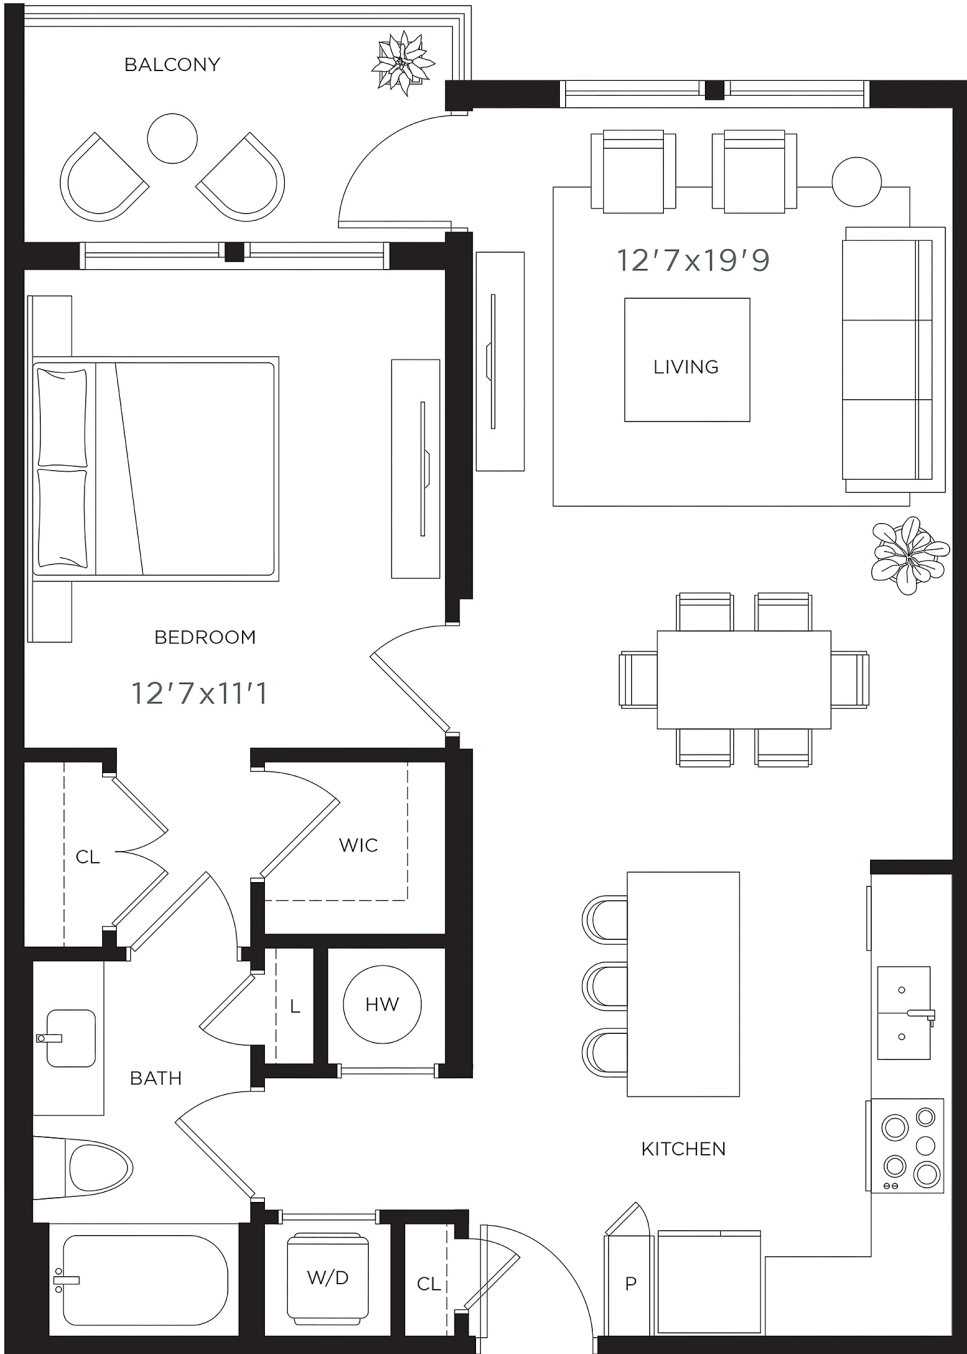 BALCONY
12'7x19'9
LIVING
BEDROOM
12'7x11'1
CL
WIC
L
HW
BATH
KITCHEN
W/D
CL
P